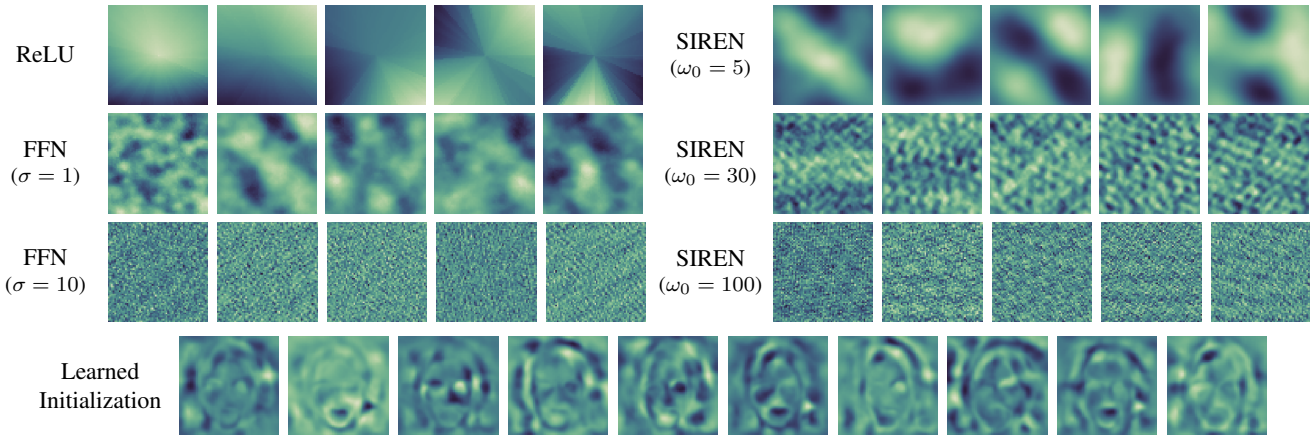 ReLU
SIREN
(ω₀ = 5)
FFN
(σ = 1)
SIREN
(ω₀ = 30)
FFN
(σ = 10)
SIREN
(ω₀ = 100)
Learned
Initialization